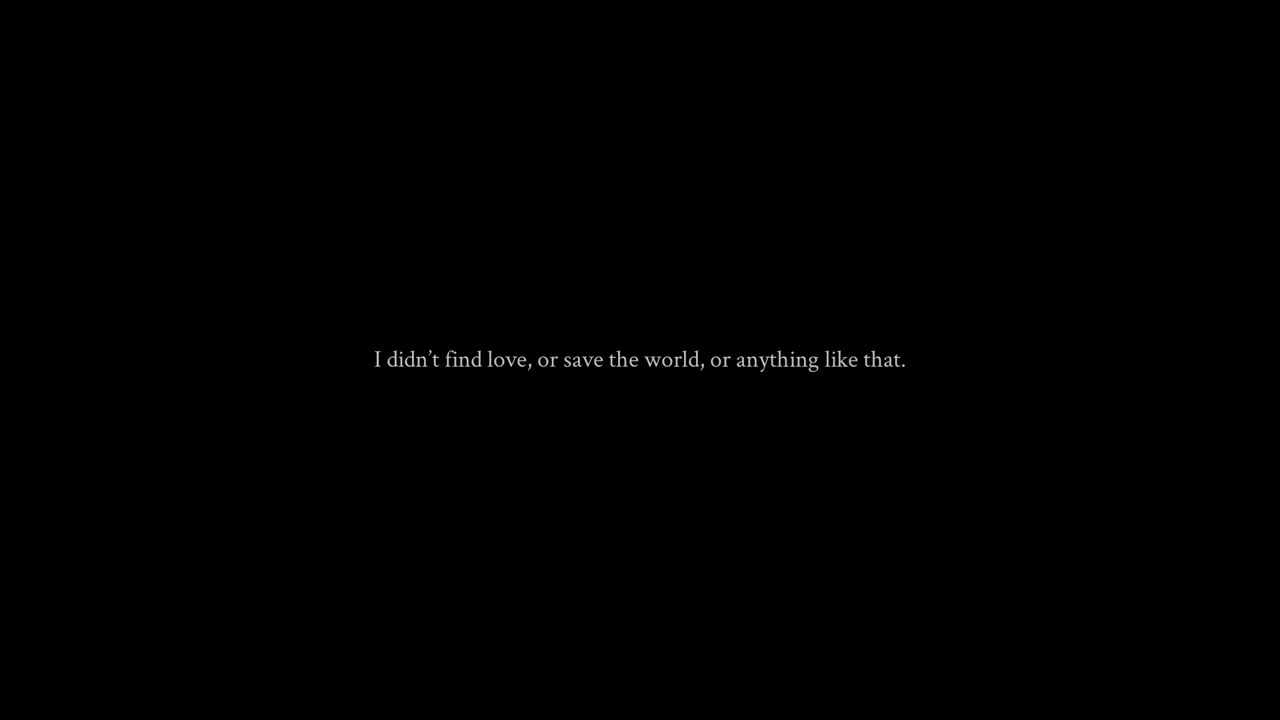 I didn’t find love, or save the world, or anything like that.